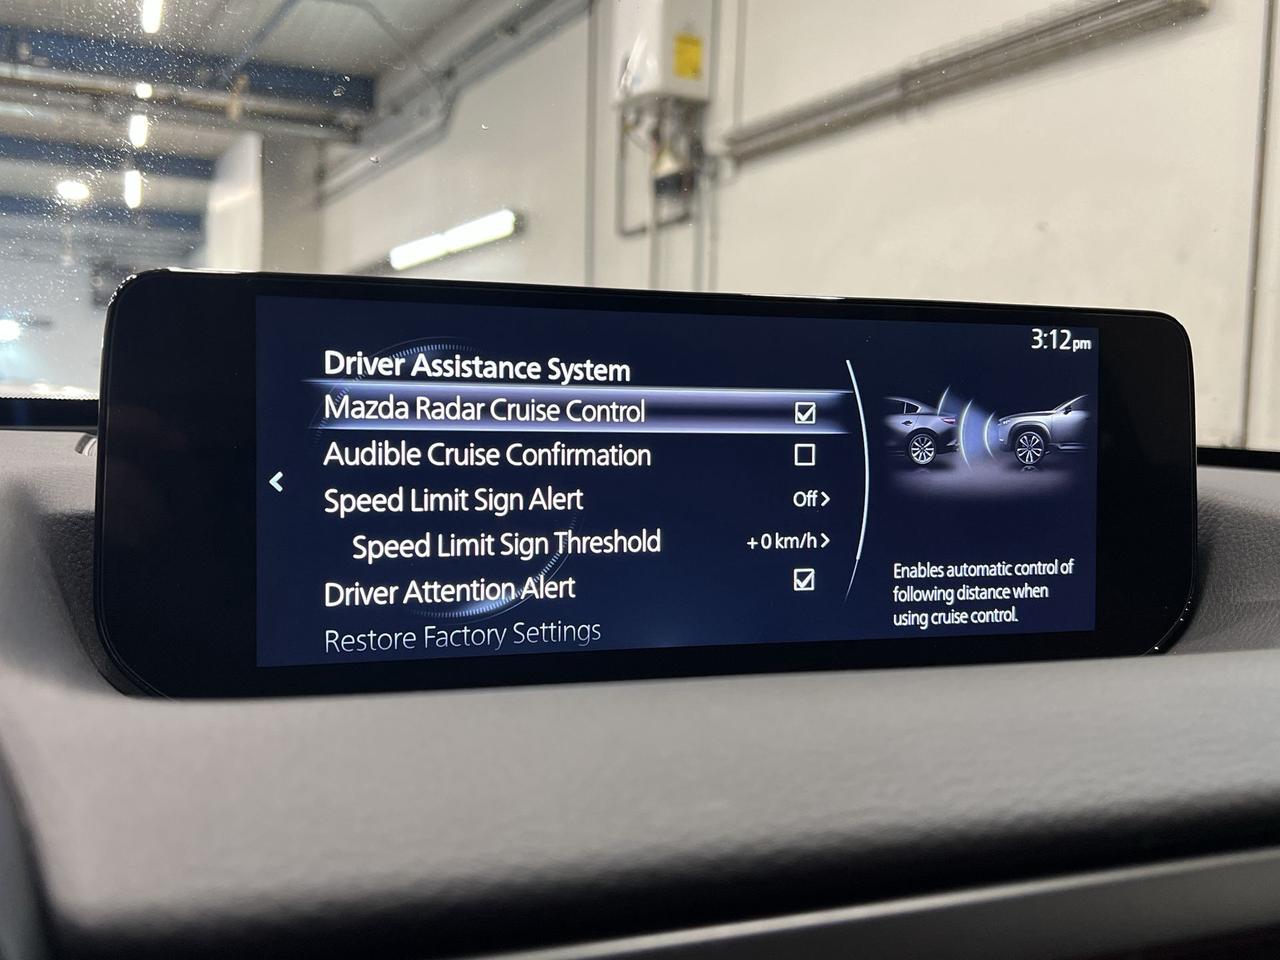 3:12pm
Driver Assistance System
Mazda Radar Cruise Control
Audible Cruise Confirmation
Speed Limit Sign Alert Off
Speed Limit Sign Threshold +0 km/h
Driver Attention Alert
Restore Factory Settings
Enables automatic control of
following distance when
using cruise control.